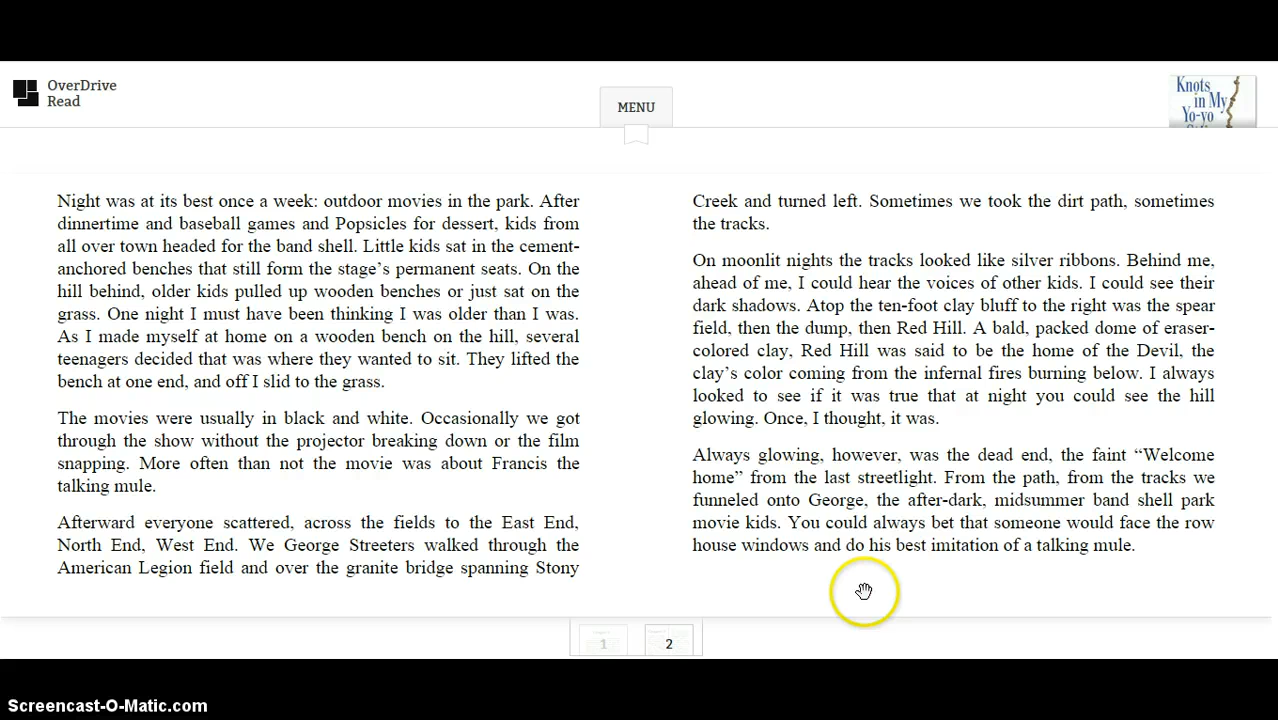 OverDrive
Read
MENU
Knots
in My
Yo-yo
Night was at its best once a week: outdoor movies in the park. After
dinnertime and baseball games and Popsicles for dessert, kids from
all over town headed for the band shell. Little kids sat in the cement-
anchored benches that still form the stage’s permanent seats. On the
hill behind, older kids pulled up wooden benches or just sat on the
grass. One night I must have been thinking I was older than I was.
As I made myself at home on a wooden bench on the hill, several
teenagers decided that was where they wanted to sit. They lifted the
bench at one end, and off I slid to the grass.
The movies were usually in black and white. Occasionally we got
through the show without the projector breaking down or the film
snapping. More often than not the movie was about Francis the
talking mule.
Afterward everyone scattered, across the fields to the East End,
North End, West End. We George Streeters walked through the
American Legion field and over the granite bridge spanning Stony
Creek and turned left. Sometimes we took the dirt path, sometimes
the tracks.
On moonlit nights the tracks looked like silver ribbons. Behind me,
ahead of me, I could hear the voices of other kids. I could see their
dark shadows. Atop the ten-foot clay bluff to the right was the spear
field, then the dump, then Red Hill. A bald, packed dome of eraser-
colored clay, Red Hill was said to be the home of the Devil, the
clay’s color coming from the infernal fires burning below. I always
looked to see if it was true that at night you could see the hill
glowing. Once, I thought, it was.
Always glowing, however, was the dead end, the faint “Welcome
home” from the last streetlight. From the path, from the tracks we
funneled onto George, the after-dark, midsummer band shell park
movie kids. You could always bet that someone would face the row
house windows and do his best imitation of a talking mule.
1
2
Screencast-O-Matic.com